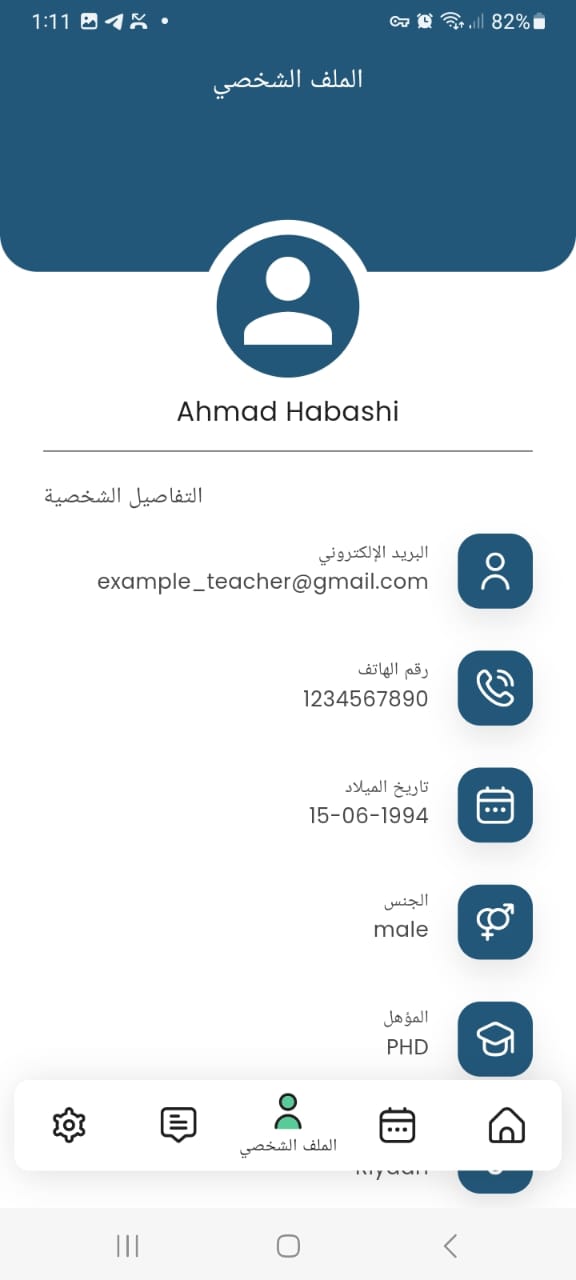 1:11
82%
الملف الشخصي
Ahmad Habashi
التفاصيل الشخصية
البريد الإلكتروني
example_teacher@gmail.com
رقم الهاتف
1234567890
تاريخ الميلاد
15-06-1994
الجنس
male
المؤهل
PHD
الملف الشخصي